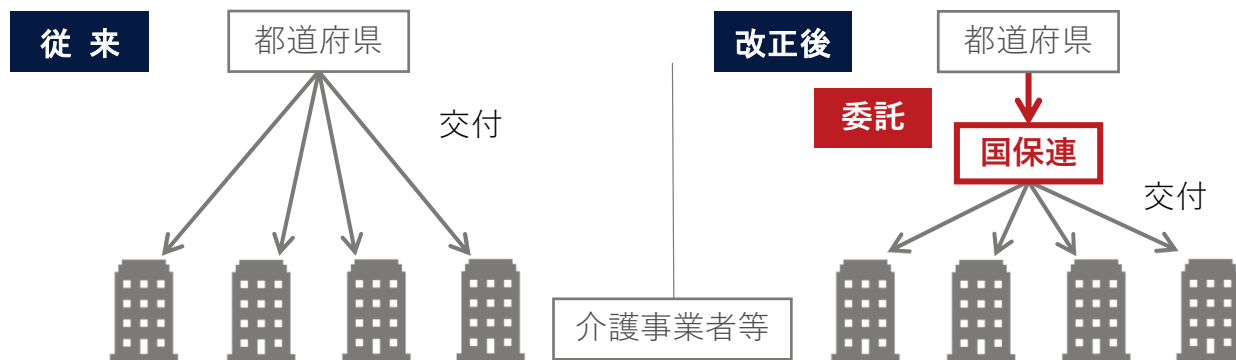 従 来
都道府県
交付
改正後
都道府県
委託
国保連
交付
介護事業者等